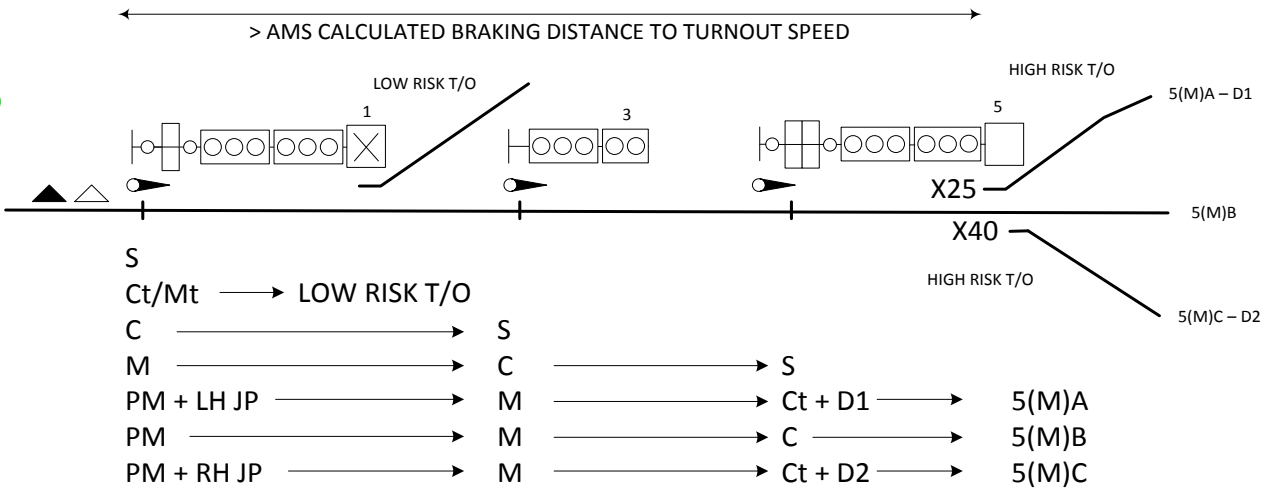 > AMS CALCULATED BRAKING DISTANCE TO TURNOUT SPEED
LOW RISK T/O
HIGH RISK T/O
5(M)A – D1
1
3
5
X25
5(M)B
X40
HIGH RISK T/O
5(M)C – D2
S
Ct/Mt LOW RISK T/O
C S
M C S
PM + LH JP M Ct + D1 5(M)A
PM M C 5(M)B
PM + RH JP M Ct + D2 5(M)C